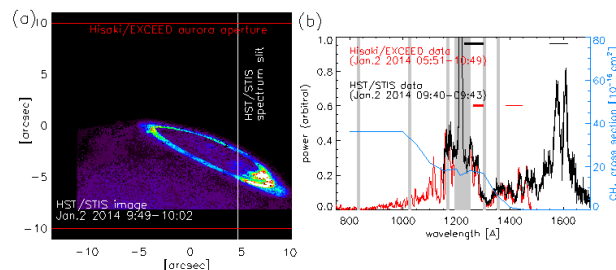 (a)
10
5
0
-5
-10
[arcsec]
Hisaki/EXCEED aurora aperture
HST/STIS
spectrum slit
HST/STIS image
Jan.2 2014 9:49-10:02
-10
-5
0
5
10
[arcsec]
(b)
1.0
0.8
0.6
0.4
0.2
0.0
power (arbitral)
Hisaki/EXCEED data
(Jan.2 2014 05:51-10:49)
HST/STIS data
(Jan.2 2014 09:40-09:43)
80
60
40
20
0
cross section [10⁻¹⁸cm²]
800
1000
1200
1400
1600
wavelength [A]